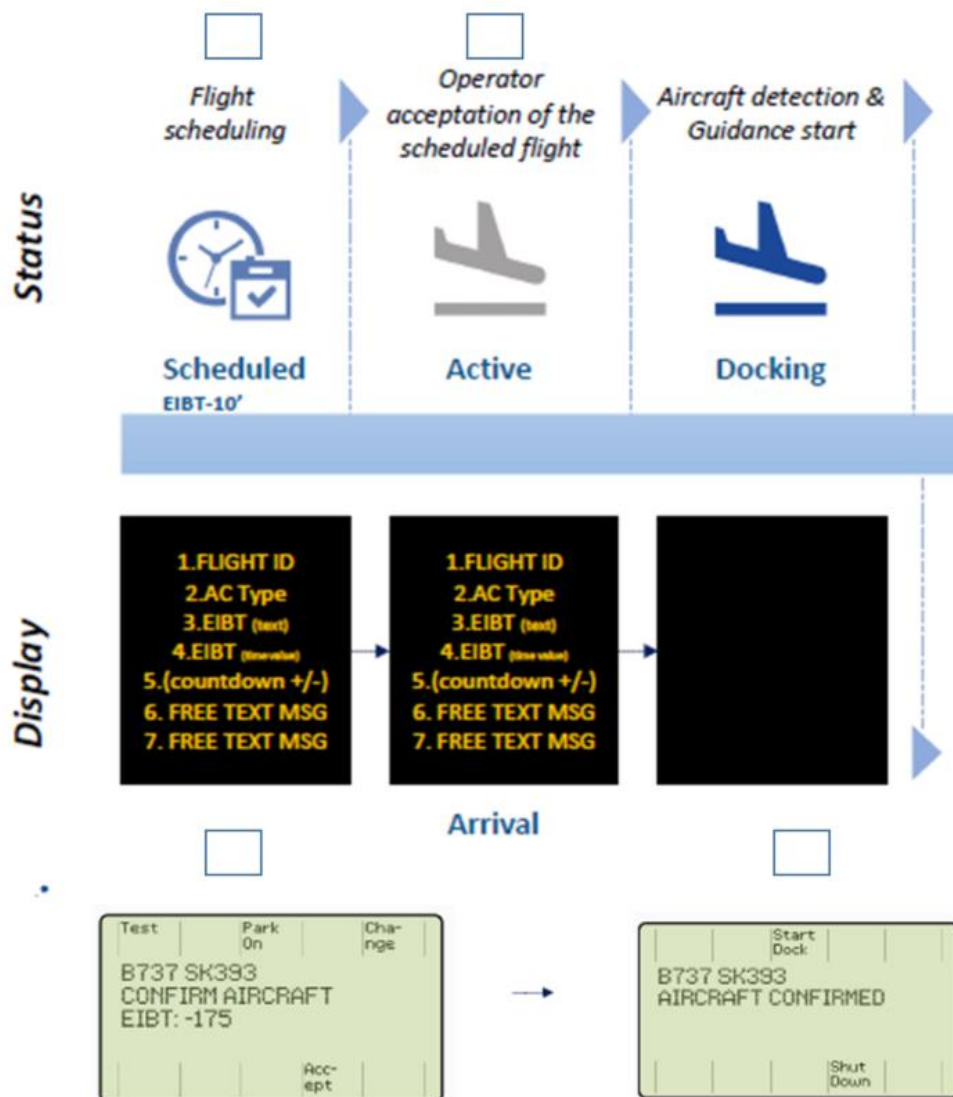 Flight
scheduling
Operator
acceptation of the
scheduled flight
Aircraft detection &
Guidance start
Status
Scheduled
EIBT-10'
Active
Docking
Display
1.FLIGHT ID
2.AC Type
3.EIBT (text)
4.EIBT (time value)
5.(countdown +/-)
6. FREE TEXT MSG
7. FREE TEXT MSG
1.FLIGHT ID
2.AC Type
3.EIBT (text)
4.EIBT (time value)
5.(countdown +/-)
6. FREE TEXT MSG
7. FREE TEXT MSG
Arrival
Test
Park
On
Cha-
nge
B737 SK393
CONFIRM AIRCRAFT
EIBT: -175
Acc-
ept
Start
Dock
B737 SK393
AIRCRAFT CONFIRMED
Shut
Down